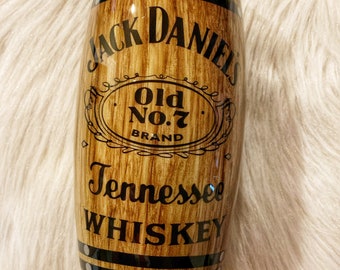 JACK DANIEL'S
Old
No. 7
BRAND
Tennessee
WHISKEY